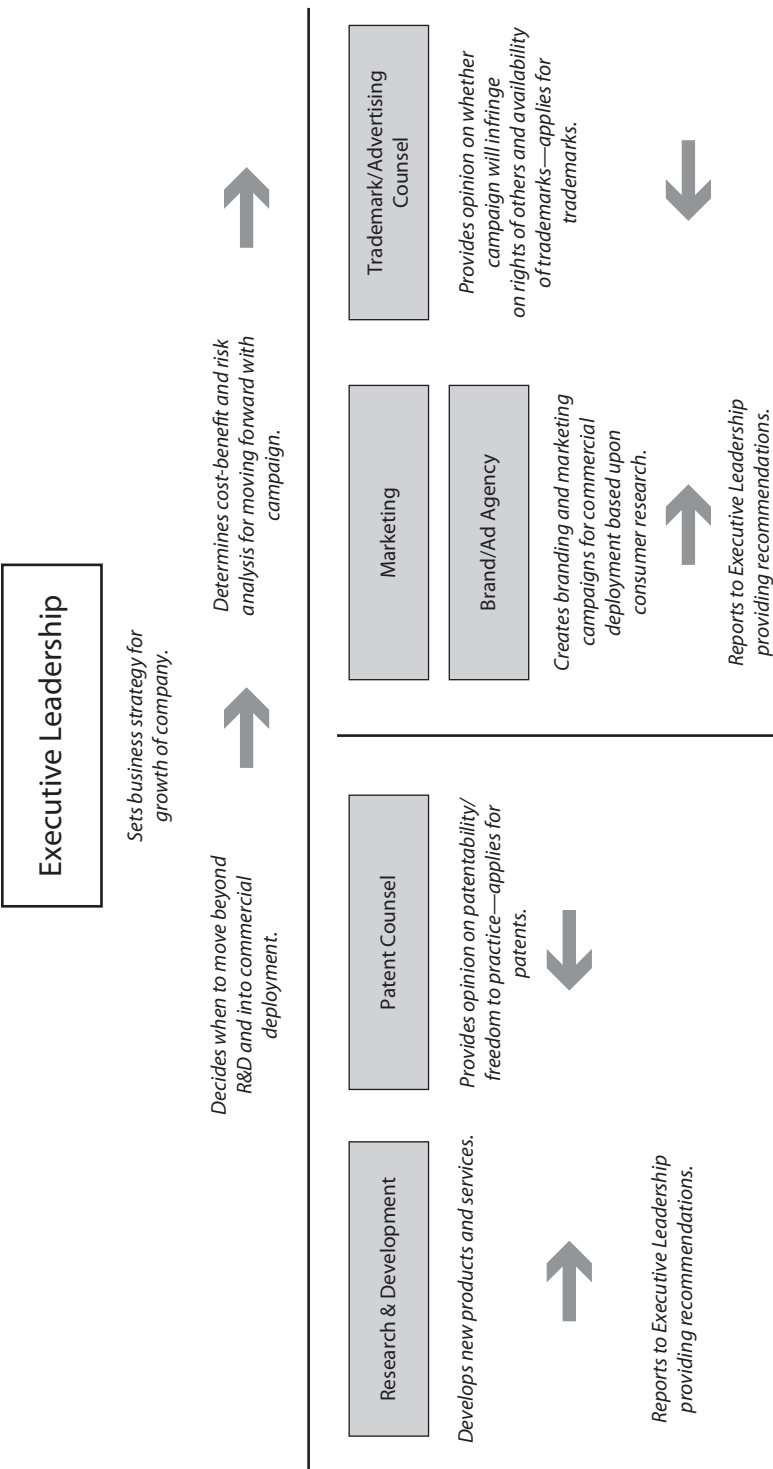 Executive Leadership
Sets business strategy for
growth of company.
Decides when to move beyond
R&D and into commercial
deployment.
Determines cost-benefit and risk
analysis for moving forward with
campaign.
Research & Development
Develops new products and services.
Reports to Executive Leadership
providing recommendations.
Patent Counsel
Provides opinion on patentability/
freedom to practice—applies for
patents.
Marketing
Brand/Ad Agency
Creates branding and marketing
campaigns for commercial
deployment based upon
consumer research.
Reports to Executive Leadership
providing recommendations.
Trademark/Advertising
Counsel
Provides opinion on whether
campaign will infringe
on rights of others and availability
of trademarks—applies for
trademarks.